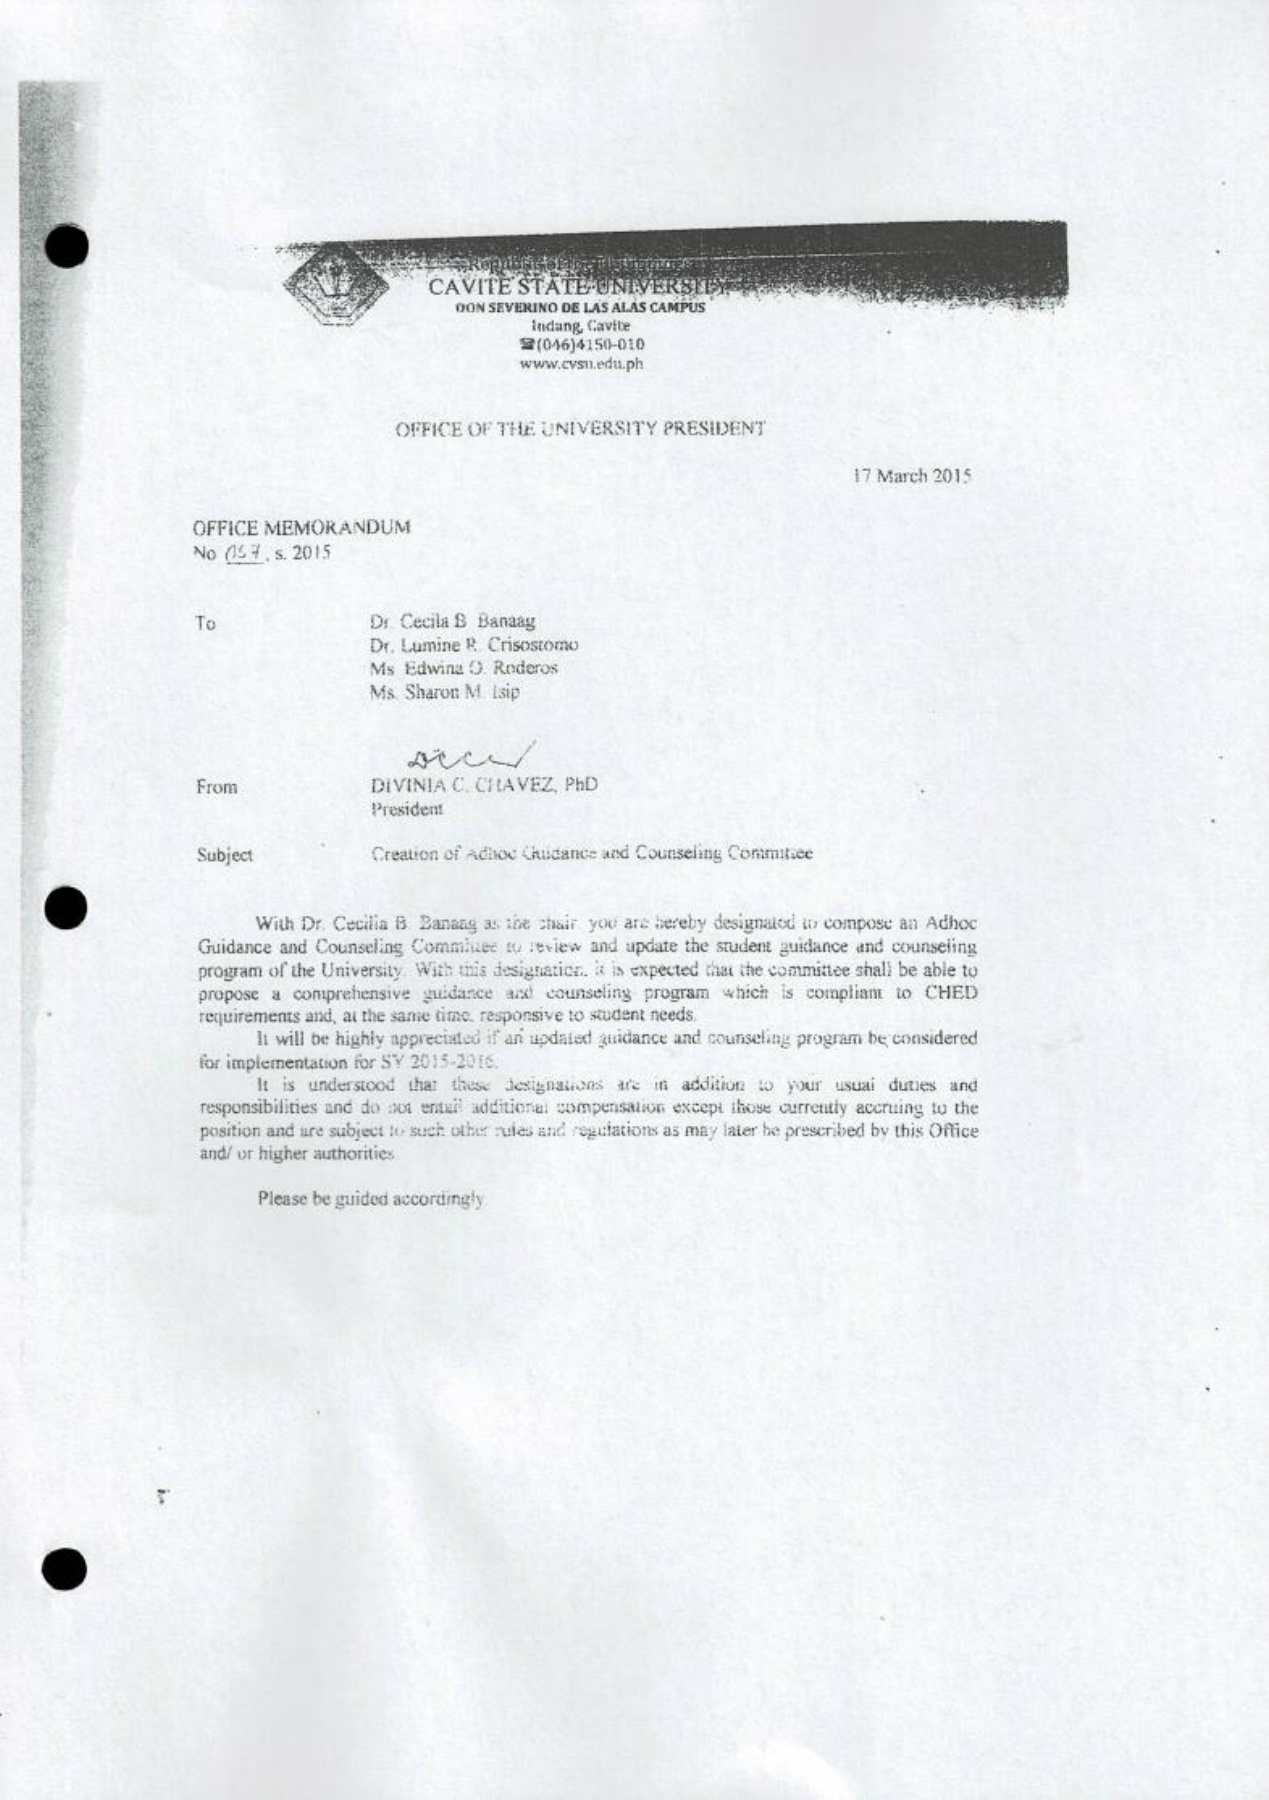 CAVITE STATE UNIVERSITY
DON SEVERINO DE LAS ALAS CAMPUS
Indang, Cavite
☎(046)4150-010
www.cvsu.edu.ph
OFFICE OF THE UNIVERSITY PRESIDENT
17 March 2015
OFFICE MEMORANDUM
No , s. 2015
To
Dr. Cecila B. Banaag
Dr. Lumine R. Crisostomo
Ms. Edwina O. Roderos
Ms. Sharon M. Isip
From
DIVINIA C. CHAVEZ, PhD
President
Subject
Creation of Adhoc Guidance and Counseling Committee
With Dr. Cecilia B. Banaag as the chair, you are hereby designated to compose an Adhoc
Guidance and Counseling Committee to review and update the student guidance and counseling
program of the University. With this designation, it is expected that the committee shall be able to
propose a comprehensive guidance and counseling program which is compliant to CHED
requirements and, at the same time, responsive to student needs.
It will be highly appreciated if an updated guidance and counseling program be considered
for implementation for SY 2015-2016.
It is understood that these designations are in addition to your usual duties and
responsibilities and do not entail additional compensation except those currently accruing to the
position and are subject to such other rules and regulations as may later be prescribed by this Office
and/ or higher authorities.
Please be guided accordingly.